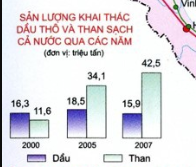 Vinh
SẢN LƯỢNG KHAI THÁC
DẦU THÔ VÀ THAN SẠCH
CẢ NƯỚC QUA CÁC NĂM
(đơn vị: triệu tấn)
42,5
34,1
16,3
11,6
18,5
15,9
2000
2005
2007
Dầu
Than